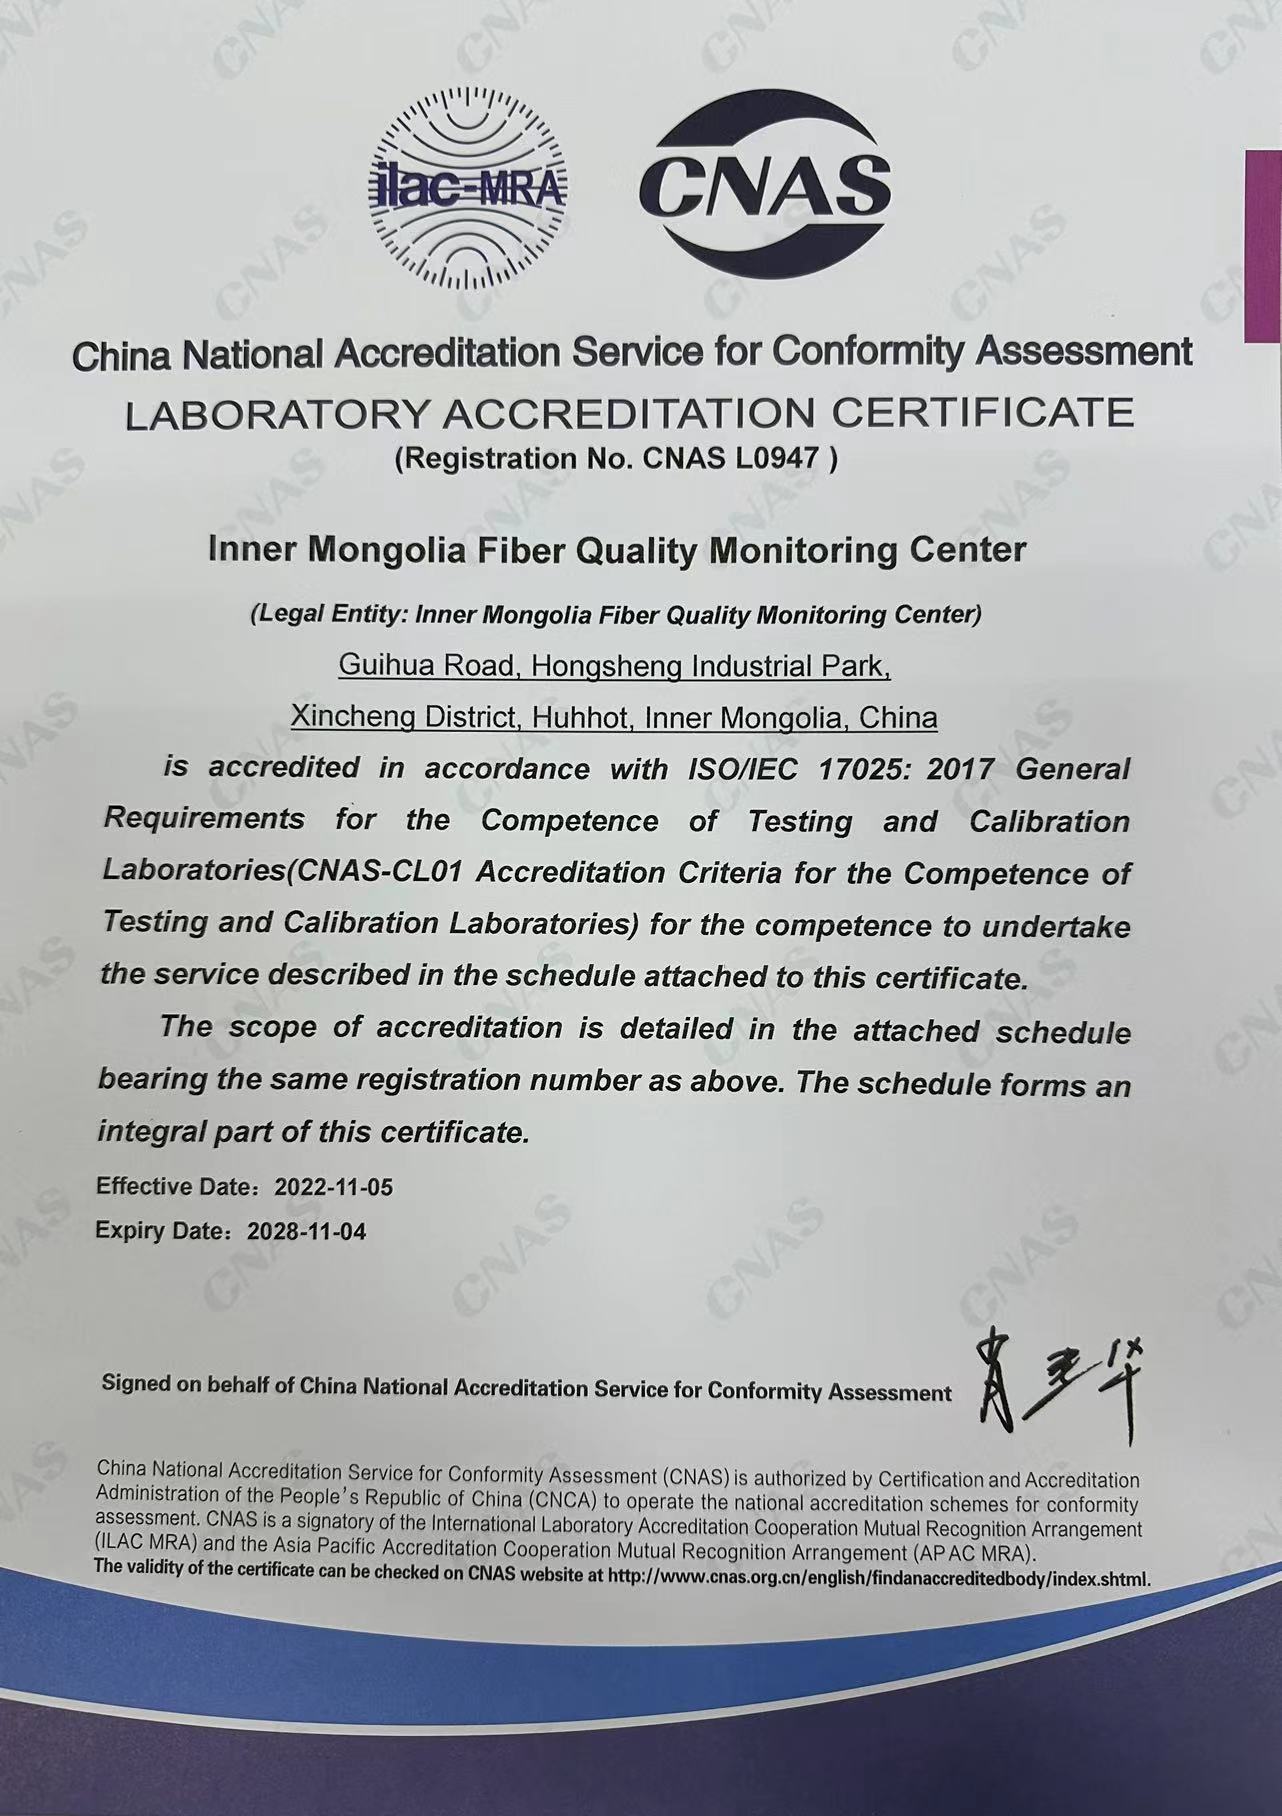 ilac-MRA
CNAS
China National Accreditation Service for Conformity Assessment
LABORATORY ACCREDITATION CERTIFICATE
(Registration No. CNAS L0947 )
Inner Mongolia Fiber Quality Monitoring Center
(Legal Entity: Inner Mongolia Fiber Quality Monitoring Center)
Guihua Road, Hongsheng Industrial Park,
Xincheng District, Huhhot, Inner Mongolia, China
is accredited in accordance with ISO/IEC 17025: 2017 General
Requirements for the Competence of Testing and Calibration
Laboratories(CNAS-CL01 Accreditation Criteria for the Competence of
Testing and Calibration Laboratories) for the competence to undertake
the service described in the schedule attached to this certificate.
The scope of accreditation is detailed in the attached schedule
bearing the same registration number as above. The schedule forms an
integral part of this certificate.
Effective Date：2022-11-05
Expiry Date：2028-11-04
Signed on behalf of China National Accreditation Service for Conformity Assessment
China National Accreditation Service for Conformity Assessment (CNAS) is authorized by Certification and Accreditation
Administration of the People's Republic of China (CNCA) to operate the national accreditation schemes for conformity
assessment. CNAS is a signatory of the International Laboratory Accreditation Cooperation Mutual Recognition Arrangement
(ILAC MRA) and the Asia Pacific Accreditation Cooperation Mutual Recognition Arrangement (APAC MRA).
The validity of the certificate can be checked on CNAS website at http://www.cnas.org.cn/english/findanaccreditedbody/index.shtml.